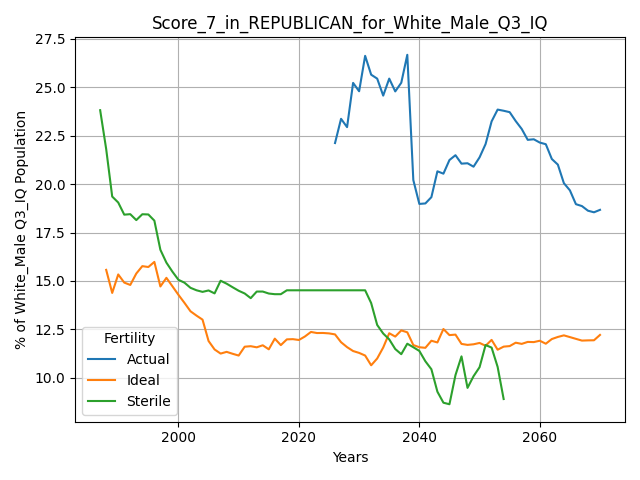 Score_7_in_REPUBLICAN_for_White_Male_Q3_IQ
% of White_Male Q3_IQ Population
27.5
25.0
22.5
20.0
17.5
15.0
12.5
10.0
Fertility
Actual
Ideal
Sterile
2000
2020
2040
2060
Years